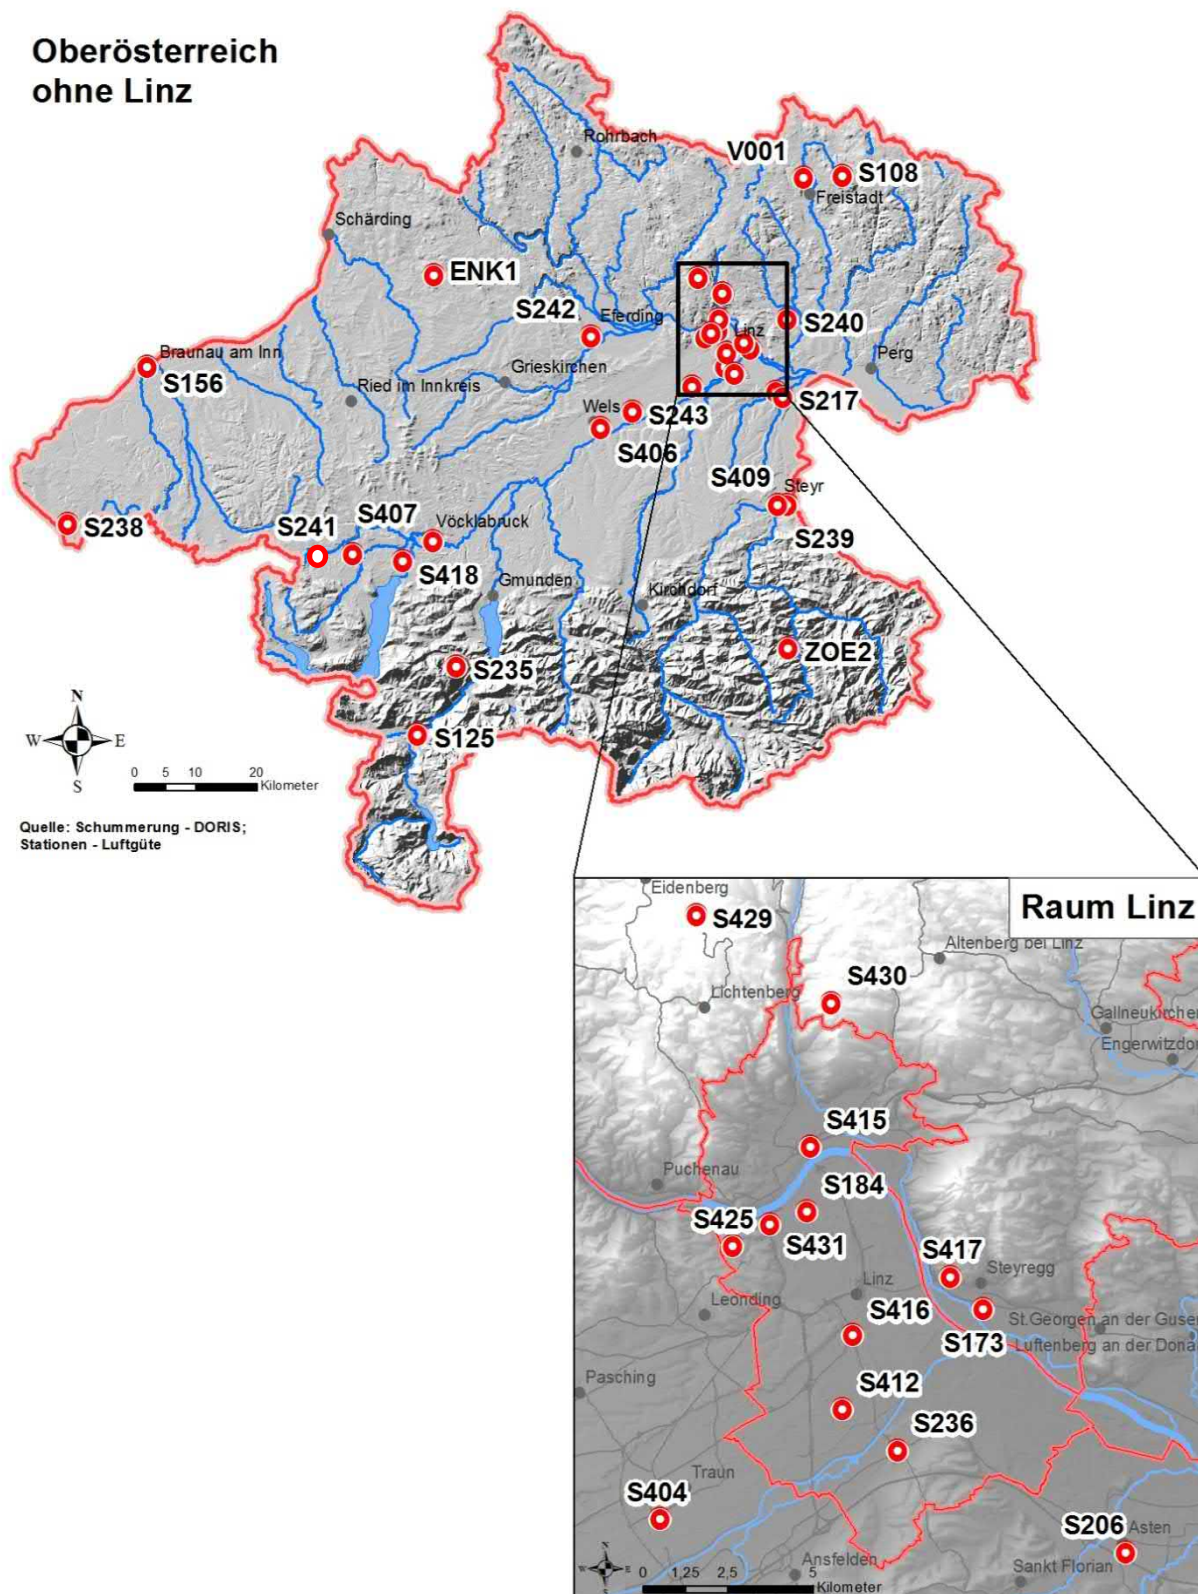 Oberösterreich
ohne Linz
Rohrbach
V001
S108
Freistadt
Schärding
ENK1
S242
Eferding
Linz
S240
Braunau am Inn
S156
Grieskirchen
Perg
Ried im Innkreis
Wels
S243
S217
S406
S409
Steyr
S238
S241
S407
Vöcklabruck
S239
S418
Gmunden
Kirchdorf
ZOE2
S235
S125
N
W
E
S
0 5 10 20
Kilometer
Quelle: Schummerung - DORIS;
Stationen - Luftgüte
Raum Linz
Eidenberg
S429
Altenberg bei Linz
S430
Lichtenberg
Gallneukirchen
Engerwitzdor
S415
Puchenau
S184
S425
S431
S417
Steyregg
Linz
Leonding
S416
St.Georgen an der Gusen
S173
Luftenberg an der Dona
Pasching
S412
S236
Traun
S404
S206
Asten
Ansfelden
Sankt Florian
0 1,25 2,5 5
Kilometer